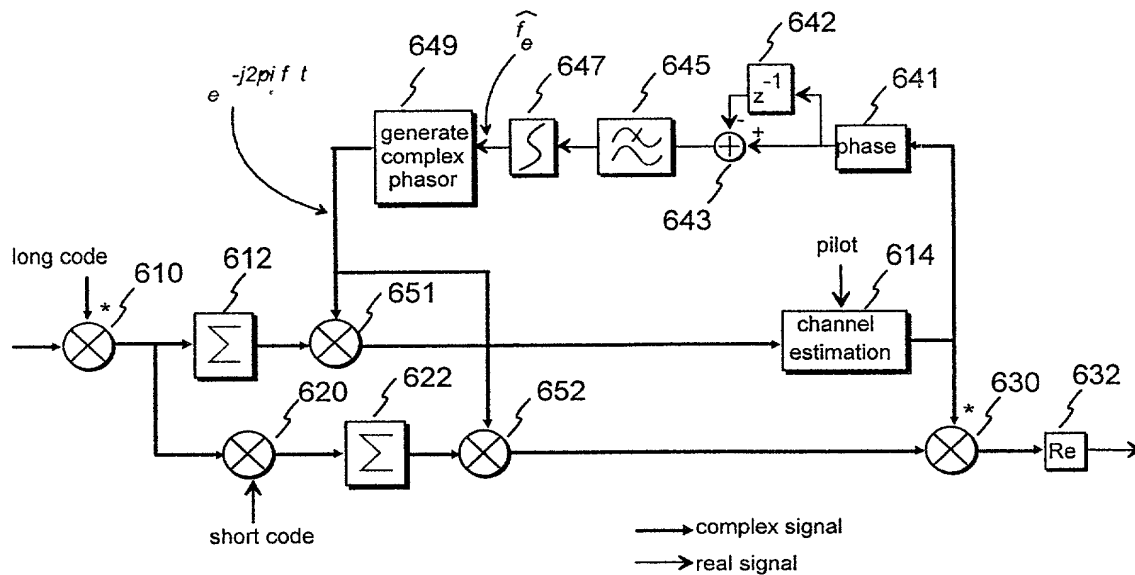 649
f̂e
642
e -j2pi f t
647
645
641
z -1
-
+
generate
complex
phasor
phase
643
long code
610
*
612
651
pilot
614
Σ
channel
estimation
620
622
652
630
*
632
Σ
Re
short code
complex signal
real signal